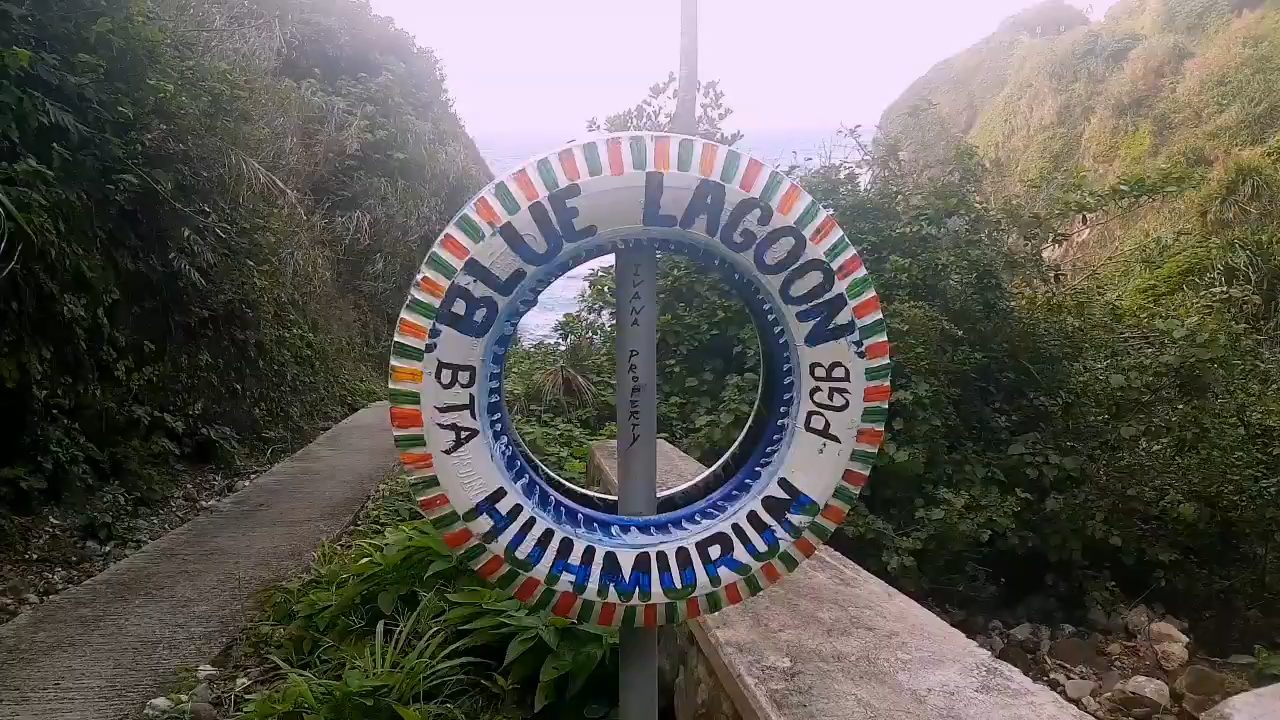 BLUE LAGOON
BTA
PGB
HUHMURUN
IVANA PROPERTY